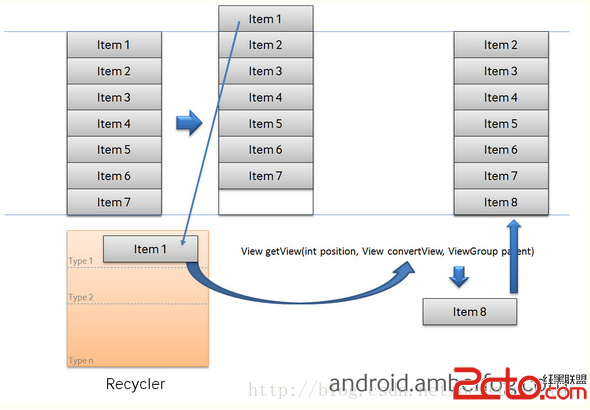 Item 1
Item 2
Item 3
Item 4
Item 5
Item 6
Item 7
Item 1
Item 2
Item 3
Item 4
Item 5
Item 6
Item 7
Item 2
Item 3
Item 4
Item 5
Item 6
Item 7
Item 8
Item 1
Type 1
Type 2
Type n
Recycler
View getView(int position, View convertView, ViewGroup parent)
Item 8
http://blog.csdn.net/
android.amberfog.co
2cto
红黑联盟
.com